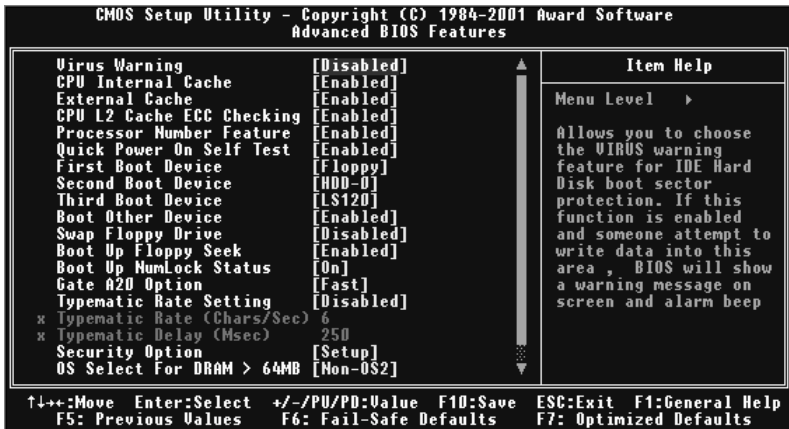 CMOS Setup Utility - Copyright (C) 1984-2001 Award Software
Advanced BIOS Features
Virus Warning [Disabled]
CPU Internal Cache [Enabled]
External Cache [Enabled]
CPU L2 Cache ECC Checking [Enabled]
Processor Number Feature [Enabled]
Quick Power On Self Test [Enabled]
First Boot Device [Floppy]
Second Boot Device [HDD-0]
Third Boot Device [LS120]
Boot Other Device [Enabled]
Swap Floppy Drive [Disabled]
Boot Up Floppy Seek [Enabled]
Boot Up NumLock Status [On]
Gate A20 Option [Fast]
Typematic Rate Setting [Disabled]
x Typematic Rate (Chars/Sec) 6
x Typematic Delay (Msec) 250
Security Option [Setup]
OS Select For DRAM > 64MB [Non-OS2]
Item Help
Menu Level ▸
Allows you to choose
the VIRUS warning
feature for IDE Hard
Disk boot sector
protection. If this
function is enabled
and someone attempt to
write data into this
area , BIOS will show
a warning message on
screen and alarm beep
↑↓→←:Move Enter:Select +/-/PU/PD:Value F10:Save ESC:Exit F1:General Help
F5: Previous Values F6: Fail-Safe Defaults F7: Optimized Defaults